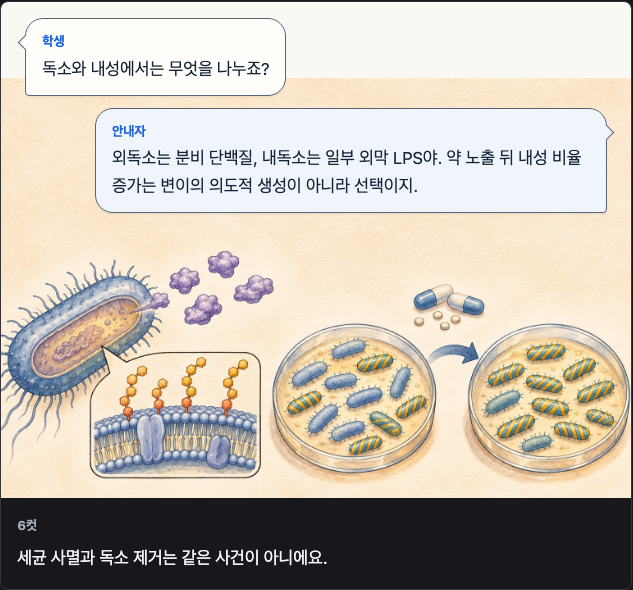 학생
독소와 내성에서는 무엇을 나누죠?
안내자
외독소는 분비 단백질, 내독소는 일부 외막 LPS야. 약 노출 뒤 내성 비율
증가는 변이의 의도적 생성이 아니라 선택이지.
6컷
세균 사멸과 독소 제거는 같은 사건이 아니에요.